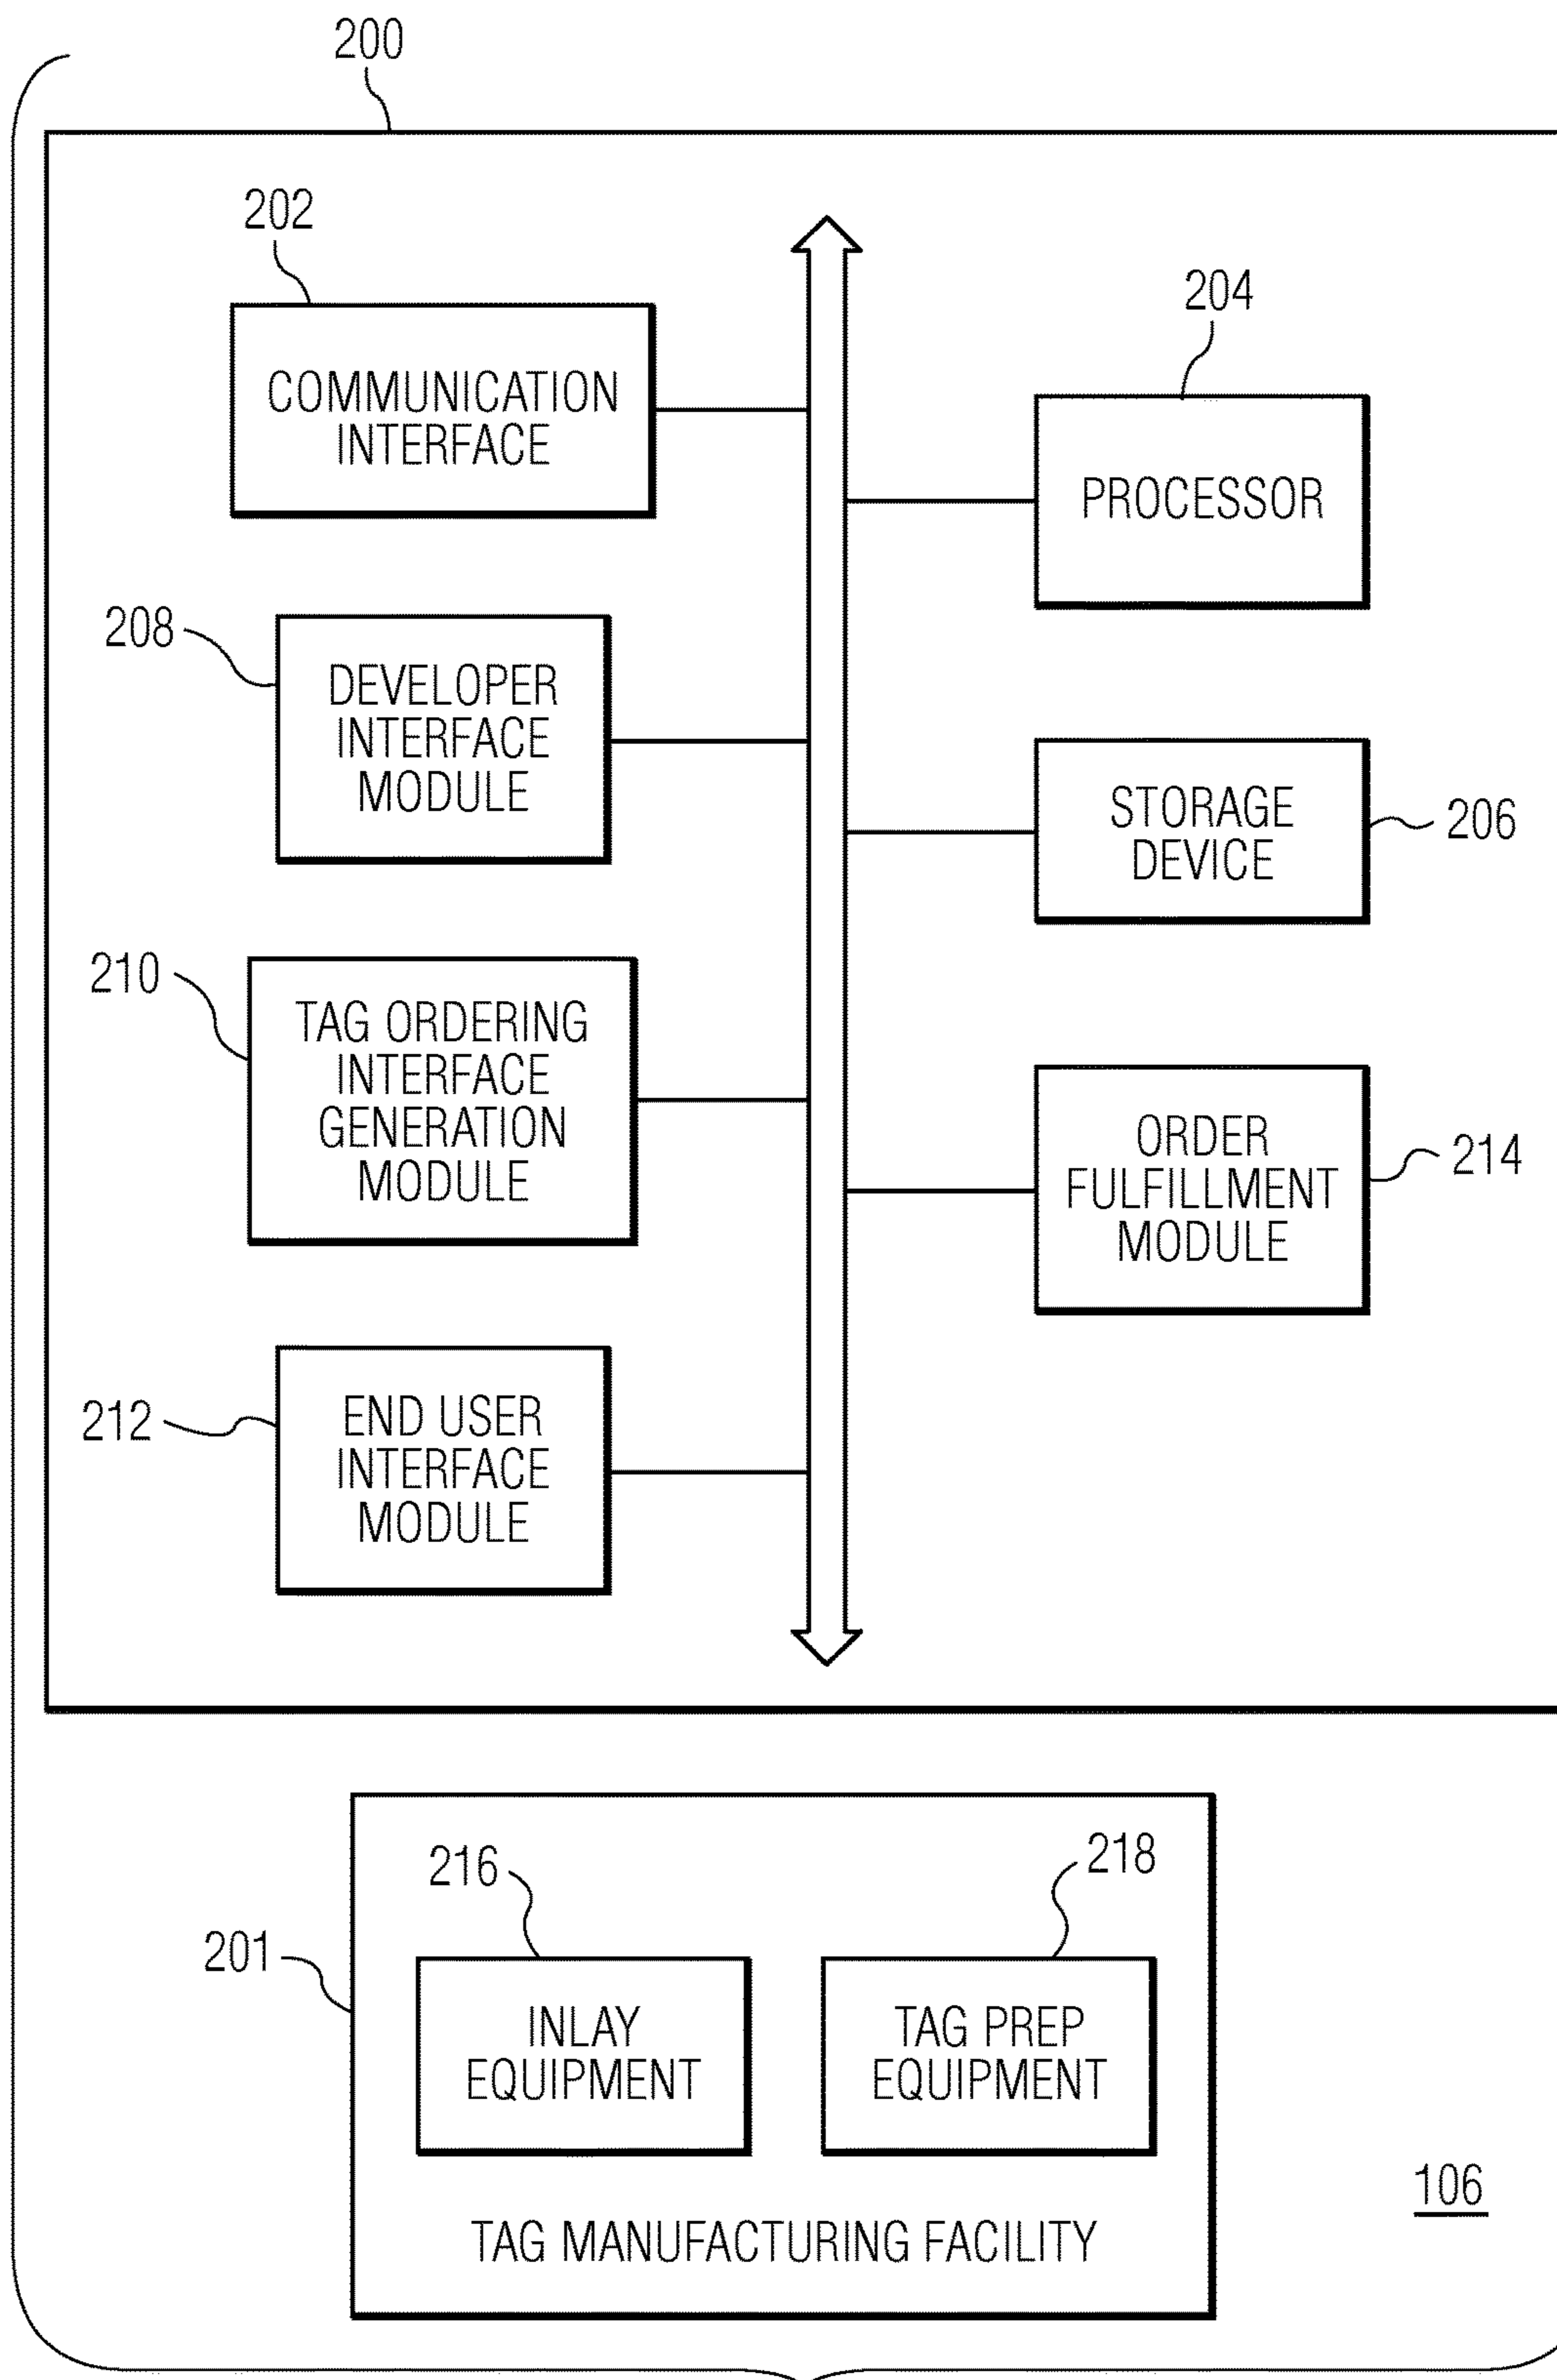 200
202
COMMUNICATION
INTERFACE
204
PROCESSOR
208
DEVELOPER
INTERFACE
MODULE
STORAGE
DEVICE
206
210
TAG ORDERING
INTERFACE
GENERATION
MODULE
ORDER
FULFILLMENT
MODULE
214
212
END USER
INTERFACE
MODULE
201
216
INLAY
EQUIPMENT
218
TAG PREP
EQUIPMENT
TAG MANUFACTURING FACILITY
106